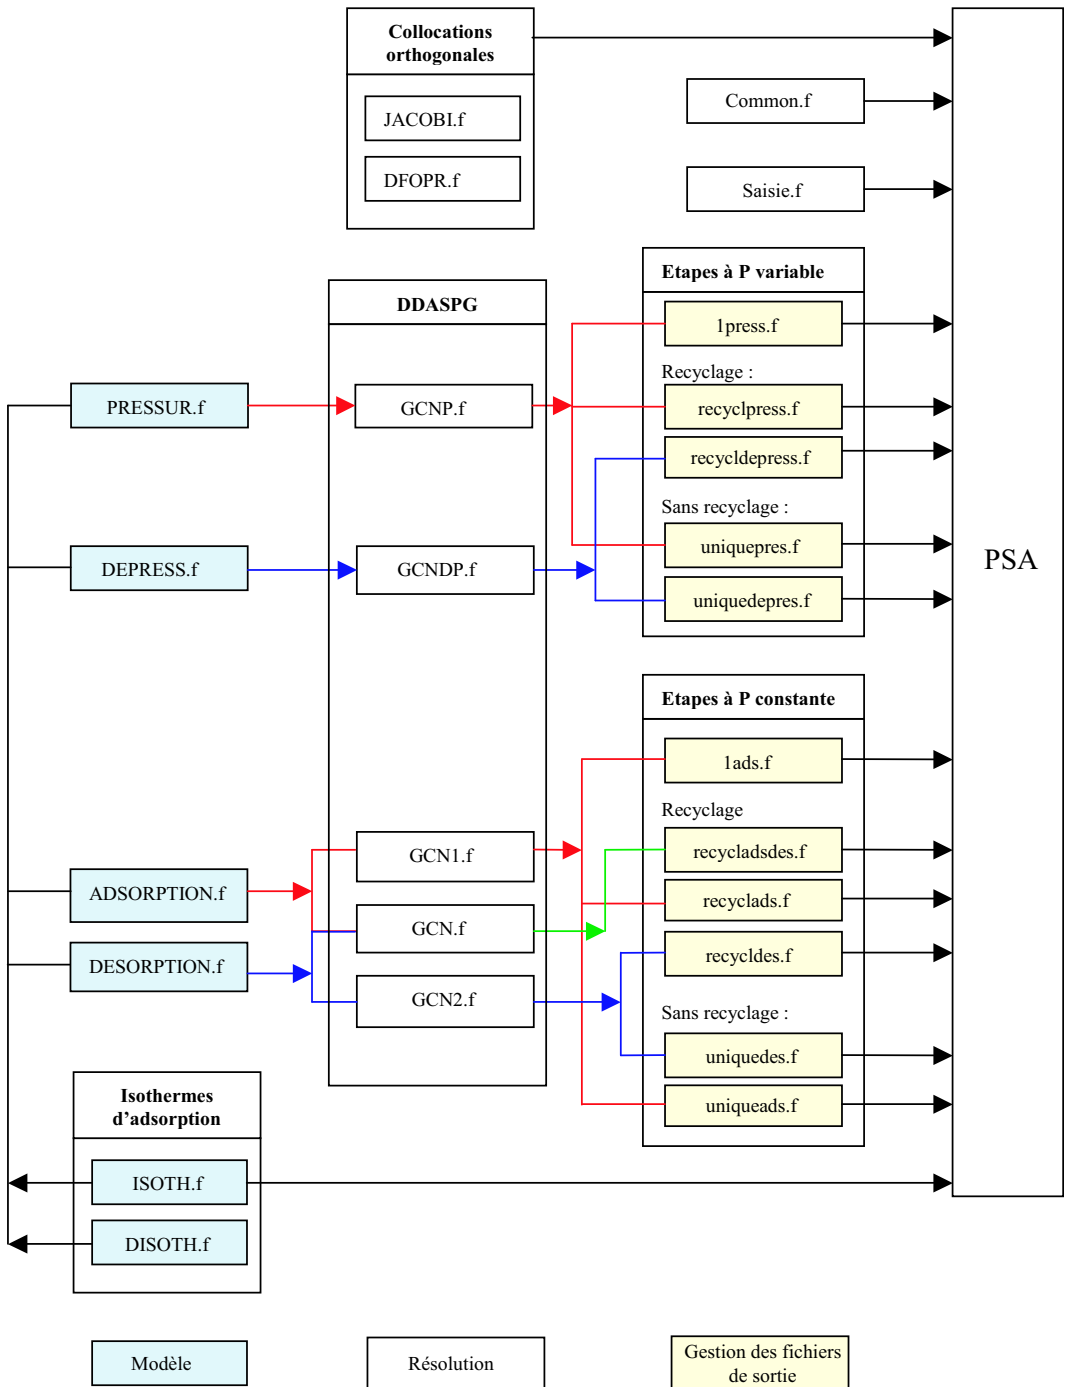 Collocations
orthogonales
JACOBI.f
DFOPR.f
Common.f
Saisie.f
PSA
Etapes à P variable
1press.f
Recyclage :
recyclpress.f
recycldepress.f
Sans recyclage :
uniquepres.f
uniquedepres.f
DDASPG
GCNP.f
GCNDP.f
GCN1.f
GCN.f
GCN2.f
PRESSUR.f
DEPRESS.f
ADSORPTION.f
DESORPTION.f
Etapes à P constante
1ads.f
Recyclage
recycladsdes.f
recyclads.f
recycldes.f
Sans recyclage :
uniquedes.f
uniqueads.f
Isothermes
d’adsorption
ISOTH.f
DISOTH.f
Modèle
Résolution
Gestion des fichiers
de sortie